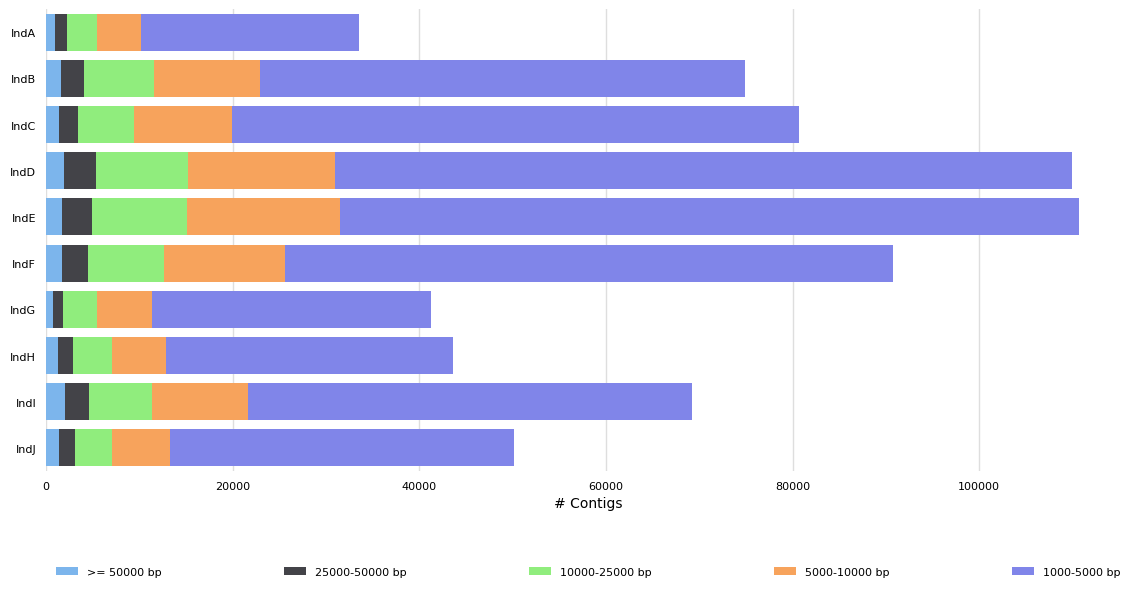 IndA
IndB
IndC
IndD
IndE
IndF
IndG
IndH
IndI
IndJ
0 20000 40000 60000 80000 100000
# Contigs
>= 50000 bp 25000-50000 bp 10000-25000 bp 5000-10000 bp 1000-5000 bp